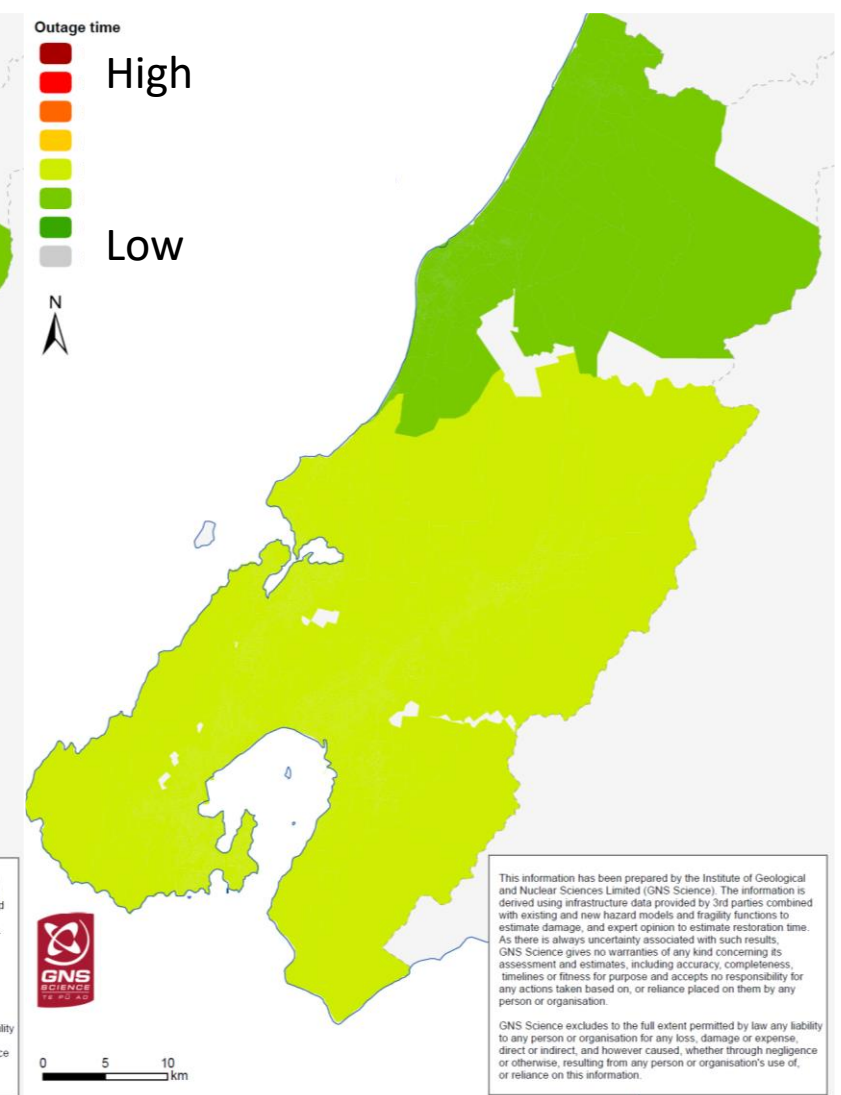 Outage time
High
Low
N
GNS
SCIENCE
TE PŪ AO
0 5 10
km
This information has been prepared by the Institute of Geological
and Nuclear Sciences Limited (GNS Science). The information is
derived using infrastructure data provided by 3rd parties combined
with existing and new hazard models and fragility functions to
estimate damage, and expert opinion to estimate restoration time.
As there is always uncertainty associated with such results,
GNS Science gives no warranties of any kind concerning its
assessment and estimates, including accuracy, completeness,
timelines or fitness for purpose and accepts no responsibility for
any actions taken based on, or reliance placed on them by any
person or organisation.
GNS Science excludes to the full extent permitted by law any liability
to any person or organisation for any loss, damage or expense,
direct or indirect, and however caused, whether through negligence
or otherwise, resulting from any person or organisation's use of,
or reliance on this information.